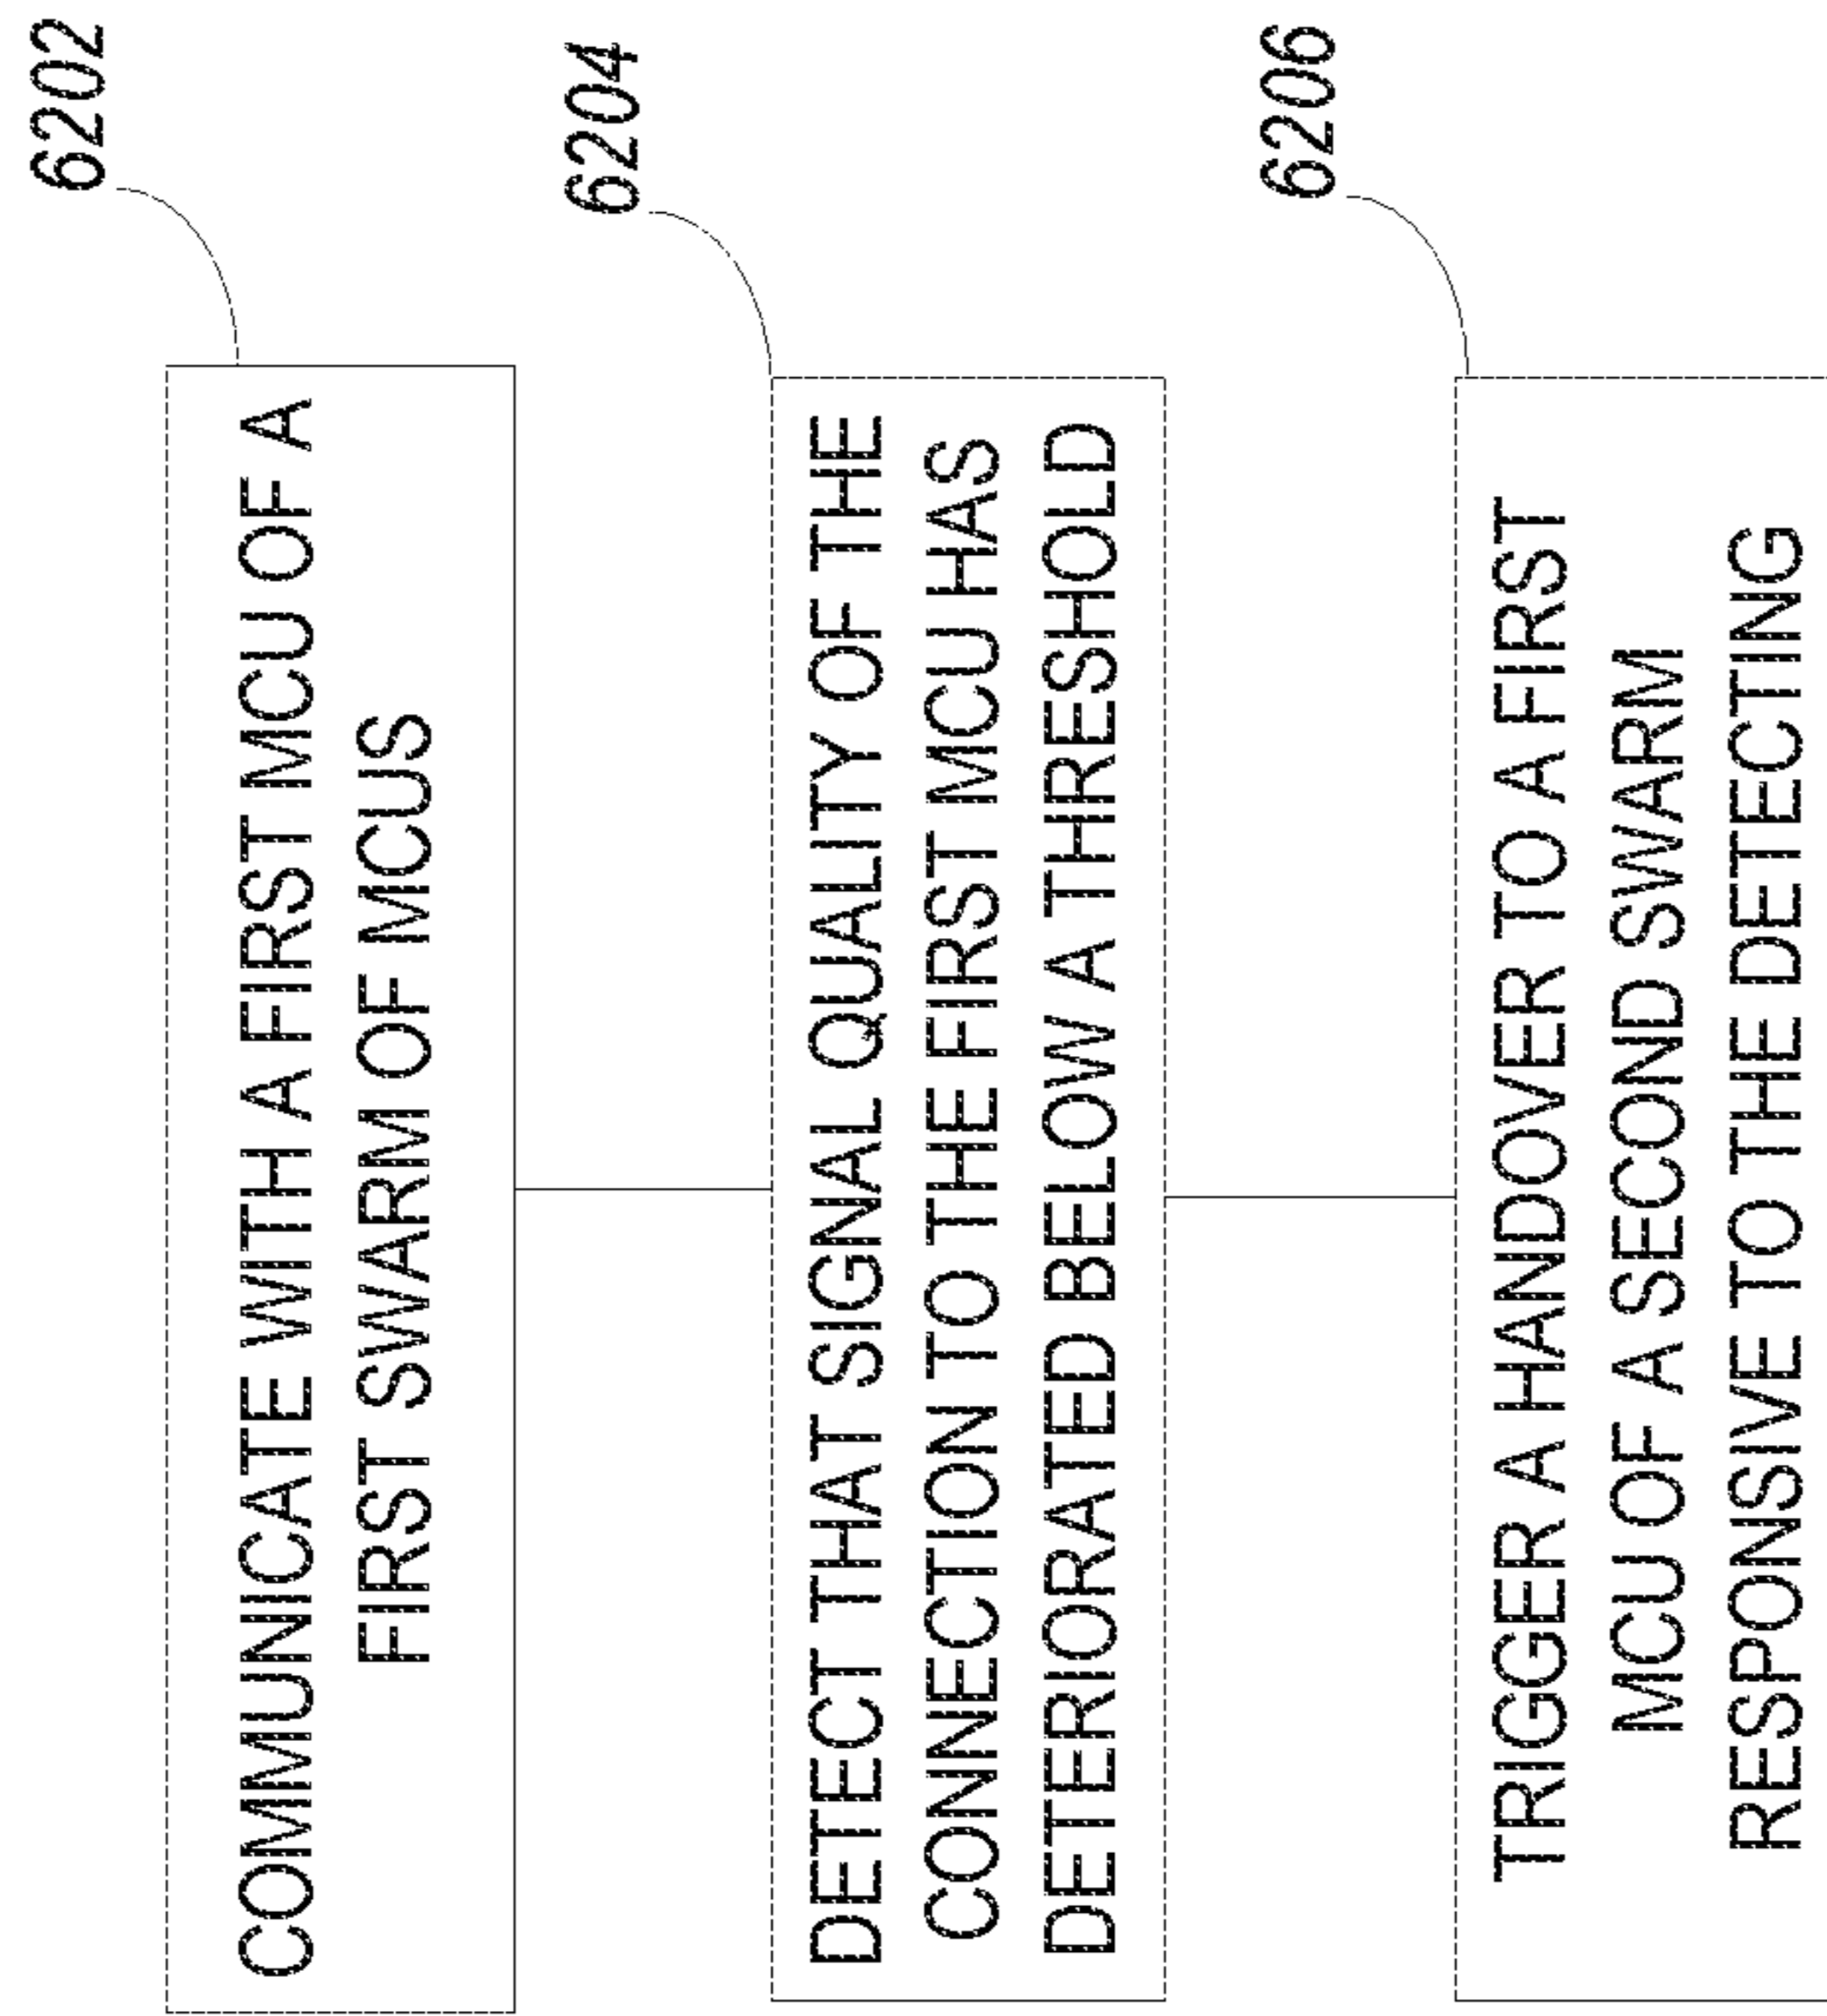 6202
COMMUNICATE WITH A FIRST MCU OF A
FIRST SWARM OF MCUS
6204
DETECT THAT SIGNAL QUALITY OF THE
CONNECTION TO THE FIRST MCU HAS
DETERIORATED BELOW A THRESHOLD
6206
TRIGGER A HANDOVER TO A FIRST
MCU OF A SECOND SWARM
RESPONSIVE TO THE DETECTING